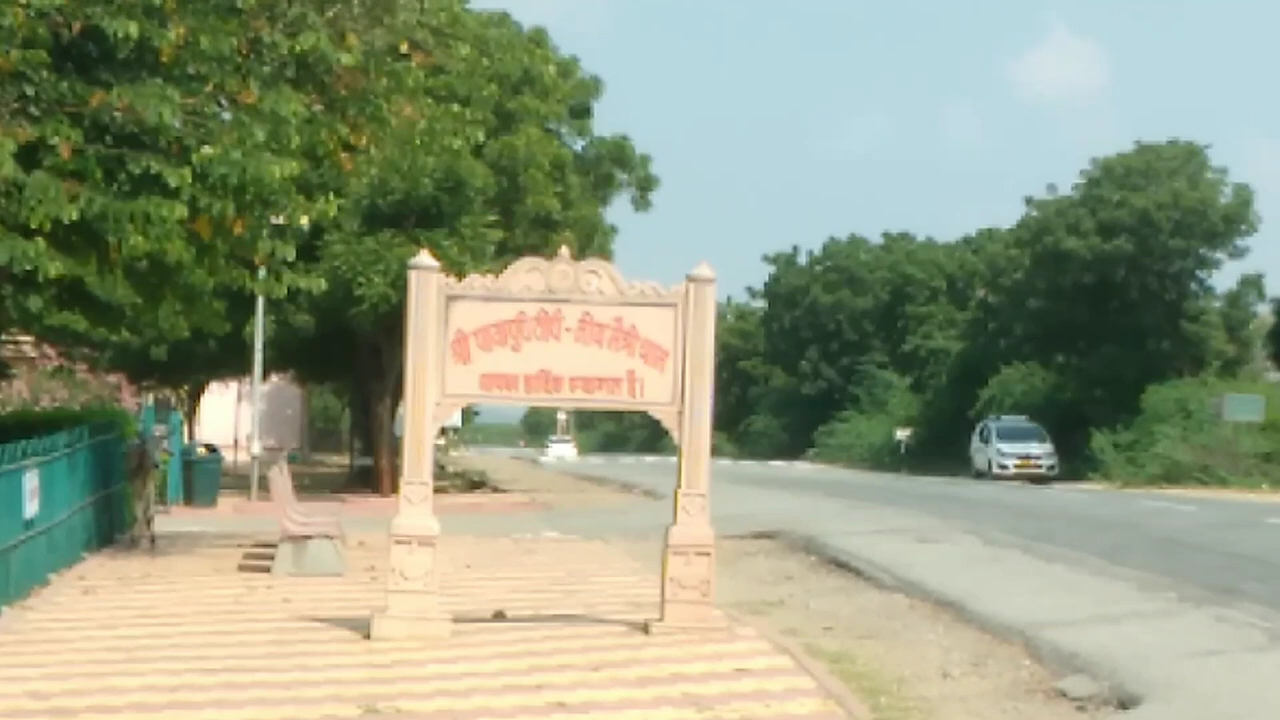 श्री पावापुरी तीर्थ - जीव मैत्री धाम
आपका हार्दिक स्वागत है।